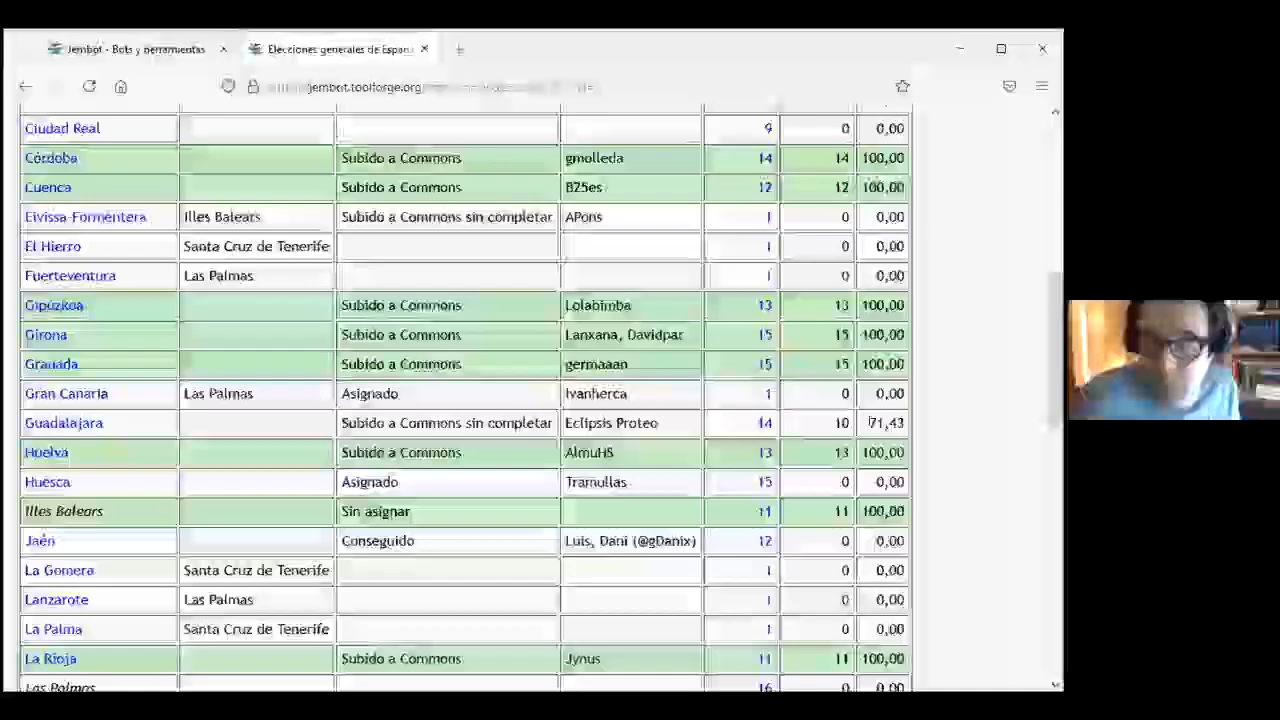 Jembot - Bots y herramientas
Elecciones generales de Españ
jembot.toolforge.org
Ciudad Real 9 0 0,00
Córdoba Subido a Commons gmolleda 14 14 100,00
Cuenca Subido a Commons B25es 12 12 100,00
Eivissa-Formentera Illes Balears Subido a Commons sin completar APons 1 0 0,00
El Hierro Santa Cruz de Tenerife 1 0 0,00
Fuerteventura Las Palmas 1 0 0,00
Gipuzkoa Subido a Commons Lolabimba 13 13 100,00
Girona Subido a Commons Lanxana, Davidpar 15 15 100,00
Granada Subido a Commons germaaan 15 15 100,00
Gran Canaria Las Palmas Asignado Ivanherca 1 0 0,00
Guadalajara Subido a Commons sin completar Eclipsis Proteo 14 10 71,43
Huelva Subido a Commons AlmuHS 13 13 100,00
Huesca Asignado Tramullas 15 0 0,00
Illes Balears Sin asignar 11 11 100,00
Jaén Conseguido Luis, Dani (@gDanix) 12 0 0,00
La Gomera Santa Cruz de Tenerife 1 0 0,00
Lanzarote Las Palmas 1 0 0,00
La Palma Santa Cruz de Tenerife 1 0 0,00
La Rioja Subido a Commons Jynus 11 11 100,00
Las Palmas 16 0 0,00